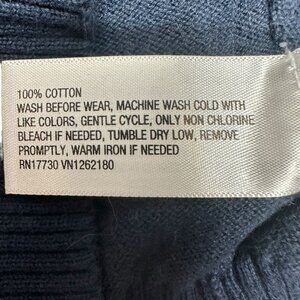 100% COTTON
WASH BEFORE WEAR, MACHINE WASH COLD WITH
LIKE COLORS, GENTLE CYCLE, ONLY NON CHLORINE
BLEACH IF NEEDED, TUMBLE DRY LOW, REMOVE
PROMPTLY, WARM IRON IF NEEDED
RN17730 VN1262180